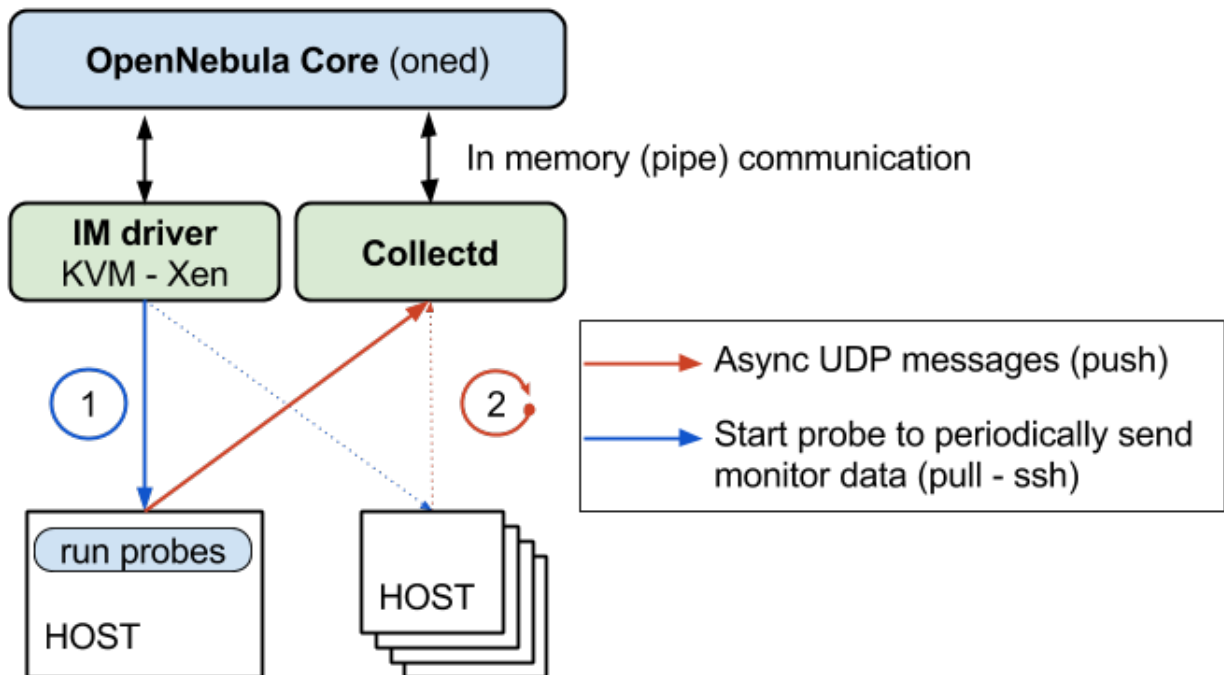 OpenNebula Core (oned)
In memory (pipe) communication
IM driver
KVM - Xen
Collectd
1
2
Async UDP messages (push)
Start probe to periodically send
monitor data (pull - ssh)
run probes
HOST
HOST